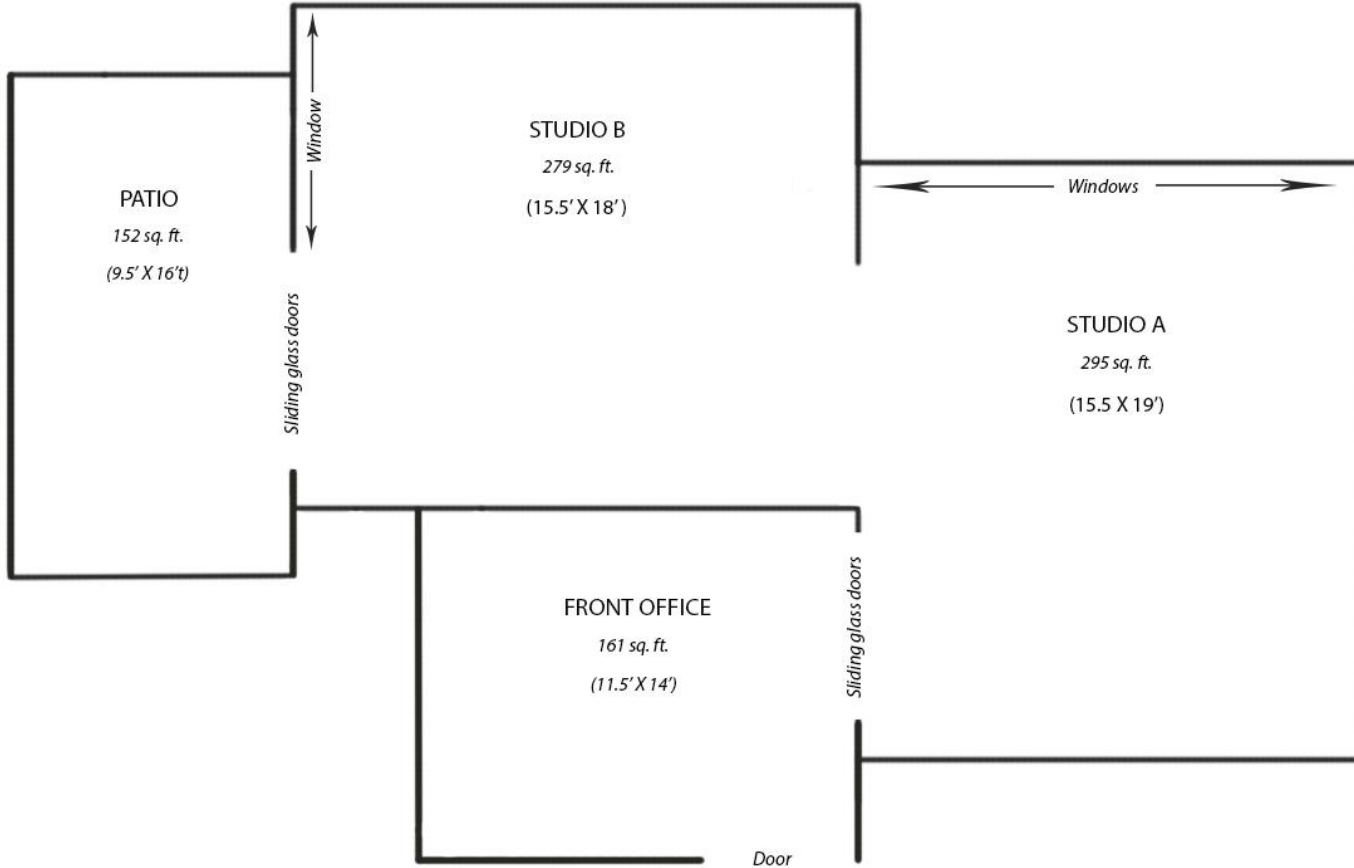 Window
STUDIO B
279 sq. ft.
(15.5' X 18')
Windows
PATIO
152 sq. ft.
(9.5' X 16't)
Sliding glass doors
STUDIO A
295 sq. ft.
(15.5 X 19')
FRONT OFFICE
161 sq. ft.
(11.5' X 14')
Sliding glass doors
Door